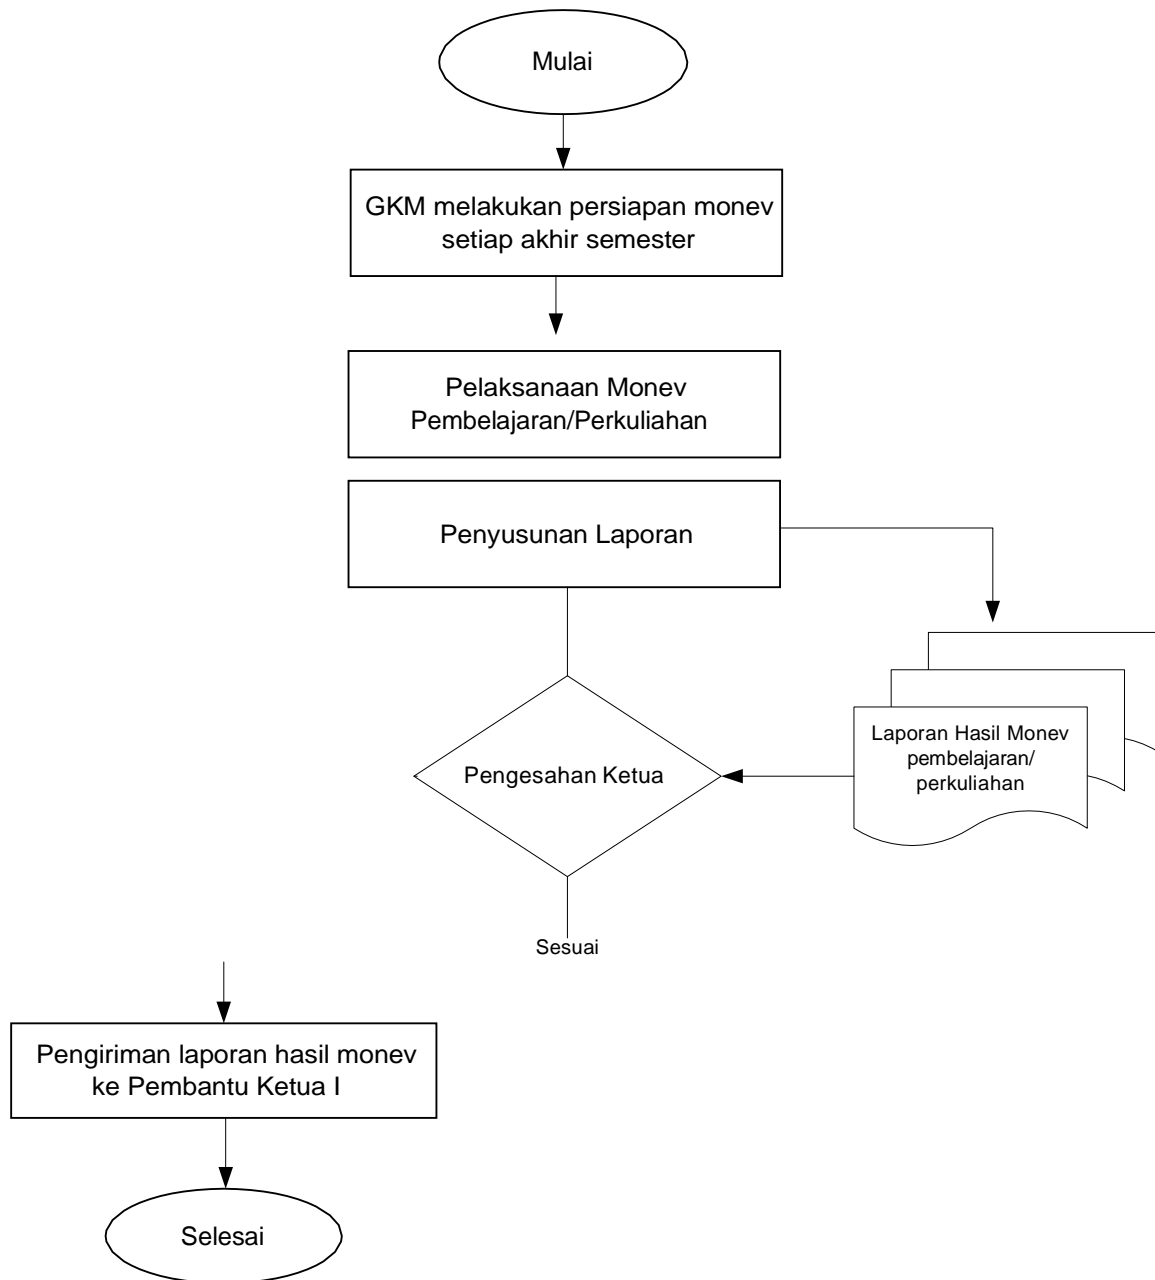 Mulai
GKM melakukan persiapan monev
setiap akhir semester
Pelaksanaan Monev
Pembelajaran/Perkuliahan
Penyusunan Laporan
Laporan Hasil Monev
pembelajaran/
perkuliahan
Pengesahan Ketua
Sesuai
Pengiriman laporan hasil monev
ke Pembantu Ketua I
Selesai